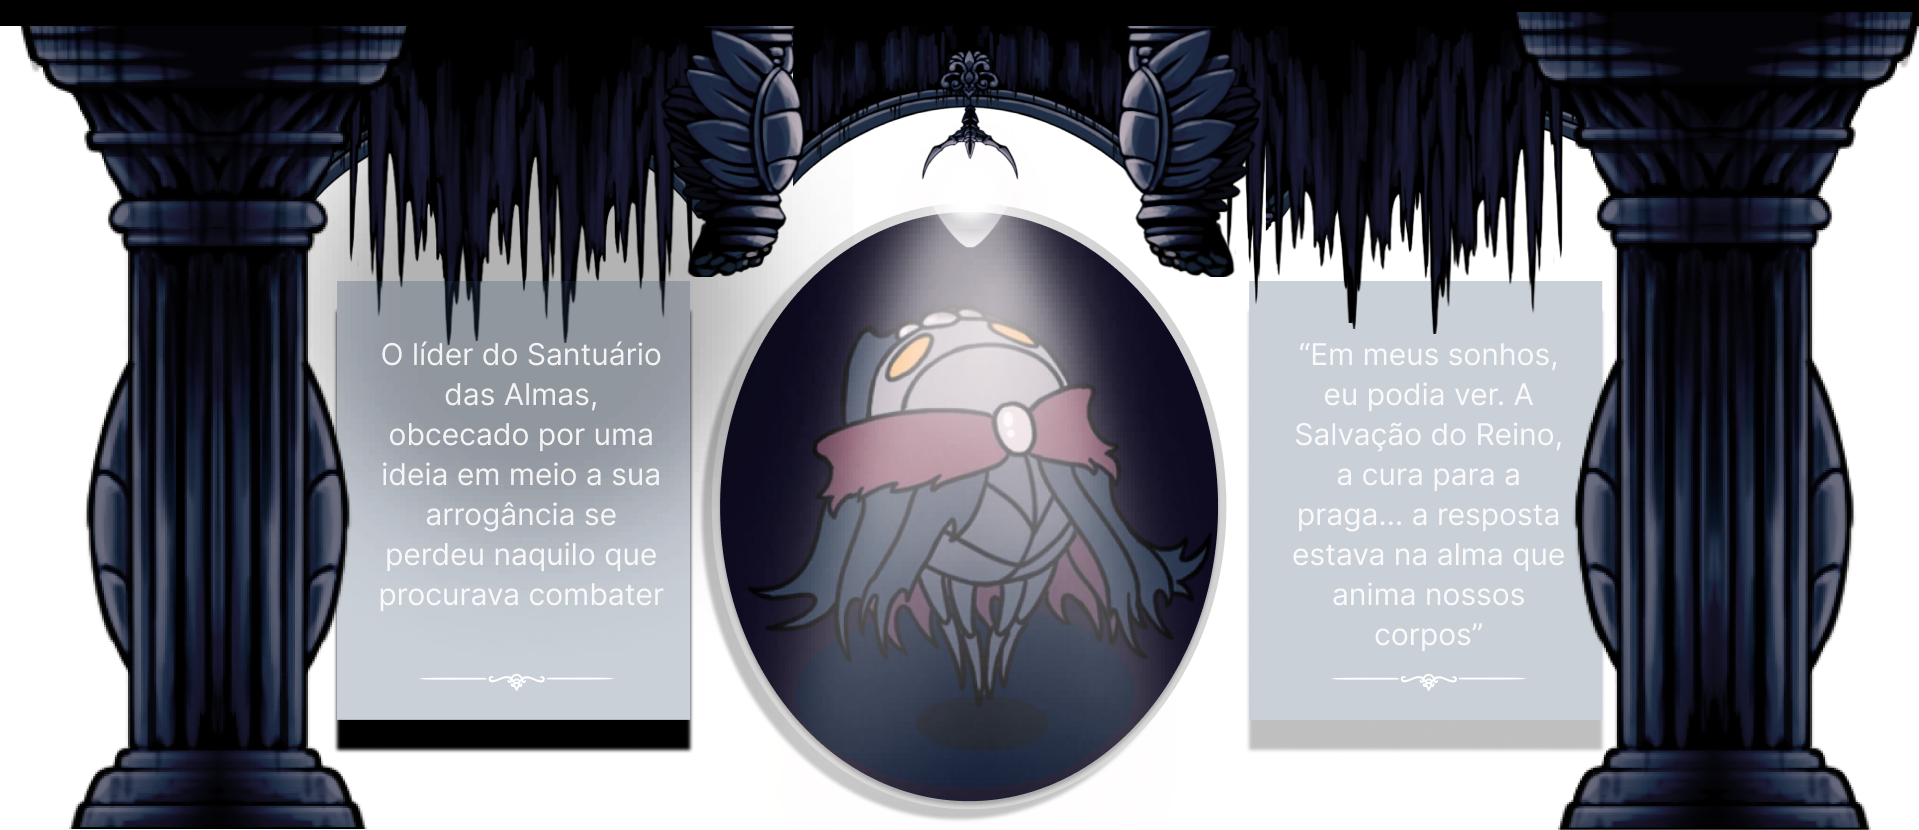 O líder do Santuário
das Almas,
obcecado por uma
ideia em meio a sua
arrogância se
perdeu naquilo que
procurava combater
“Em meus sonhos,
eu podia ver. A
Salvação do Reino,
a cura para a
praga... a resposta
estava na alma que
anima nossos
corpos”